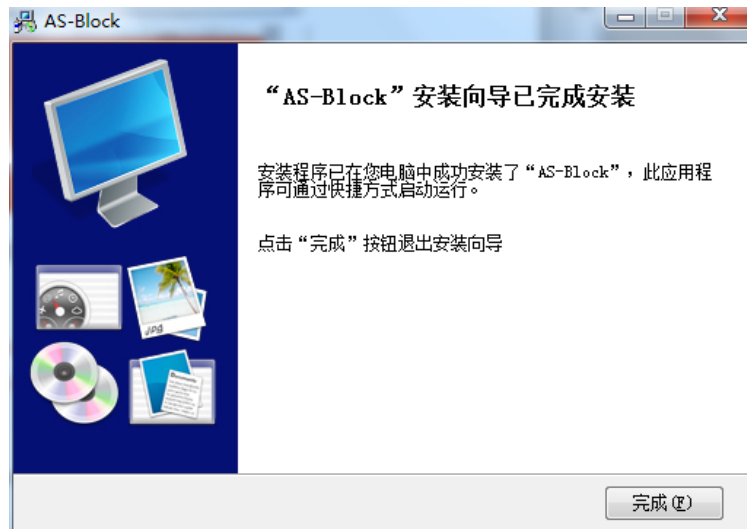 AS-Block
“AS-Block”安装向导已完成安装
安装程序已在您电脑中成功安装了“AS-Block”，此应用程
序可通过快捷方式启动运行。
点击“完成”按钮退出安装向导
JPG
Documents
完成(F)